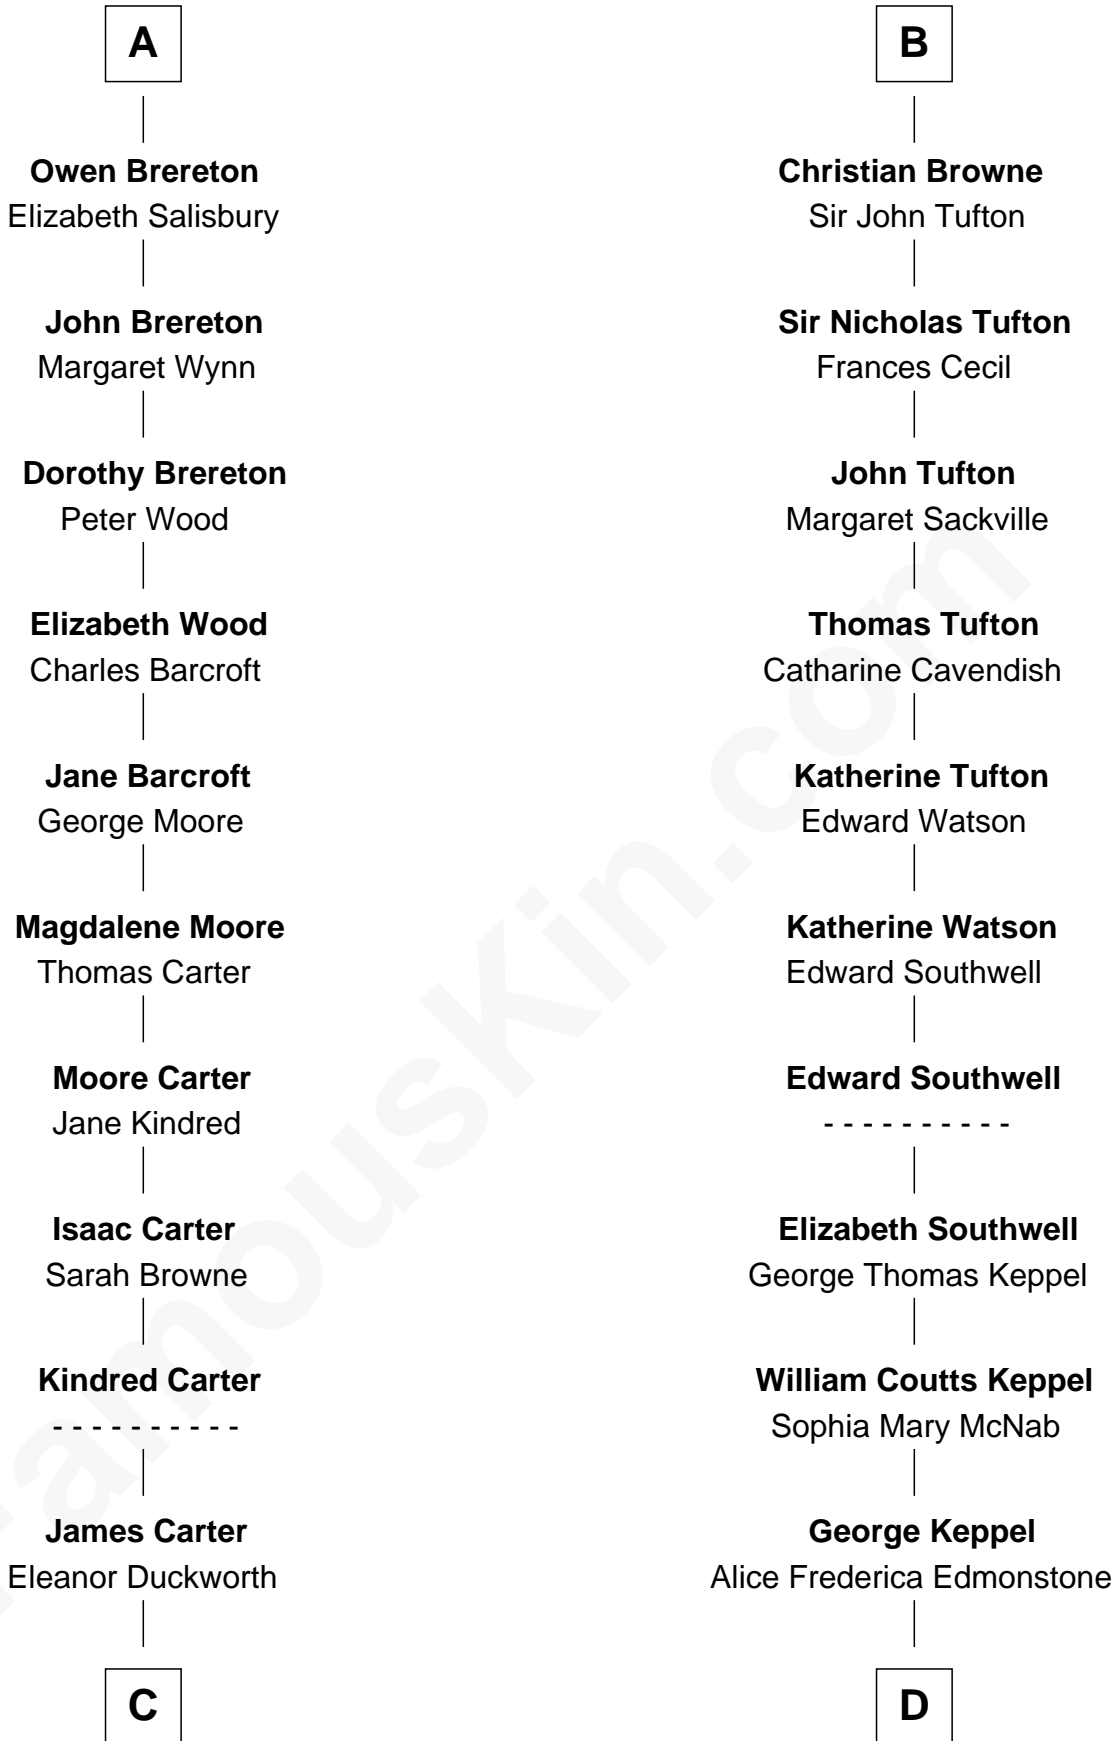 A
Owen Brereton
Elizabeth Salisbury
John Brereton
Margaret Wynn
Dorothy Brereton
Peter Wood
Elizabeth Wood
Charles Barcroft
Jane Barcroft
George Moore
Magdalene Moore
Thomas Carter
Moore Carter
Jane Kindred
Isaac Carter
Sarah Browne
Kindred Carter
- - - - - - - - - -
James Carter
Eleanor Duckworth
C
B
Christian Browne
Sir John Tufton
Sir Nicholas Tufton
Frances Cecil
John Tufton
Margaret Sackville
Thomas Tufton
Catharine Cavendish
Katherine Tufton
Edward Watson
Katherine Watson
Edward Southwell
Edward Southwell
- - - - - - - - - -
Elizabeth Southwell
George Thomas Keppel
William Coutts Keppel
Sophia Mary McNab
George Keppel
Alice Frederica Edmonstone
D
FamousKin.com